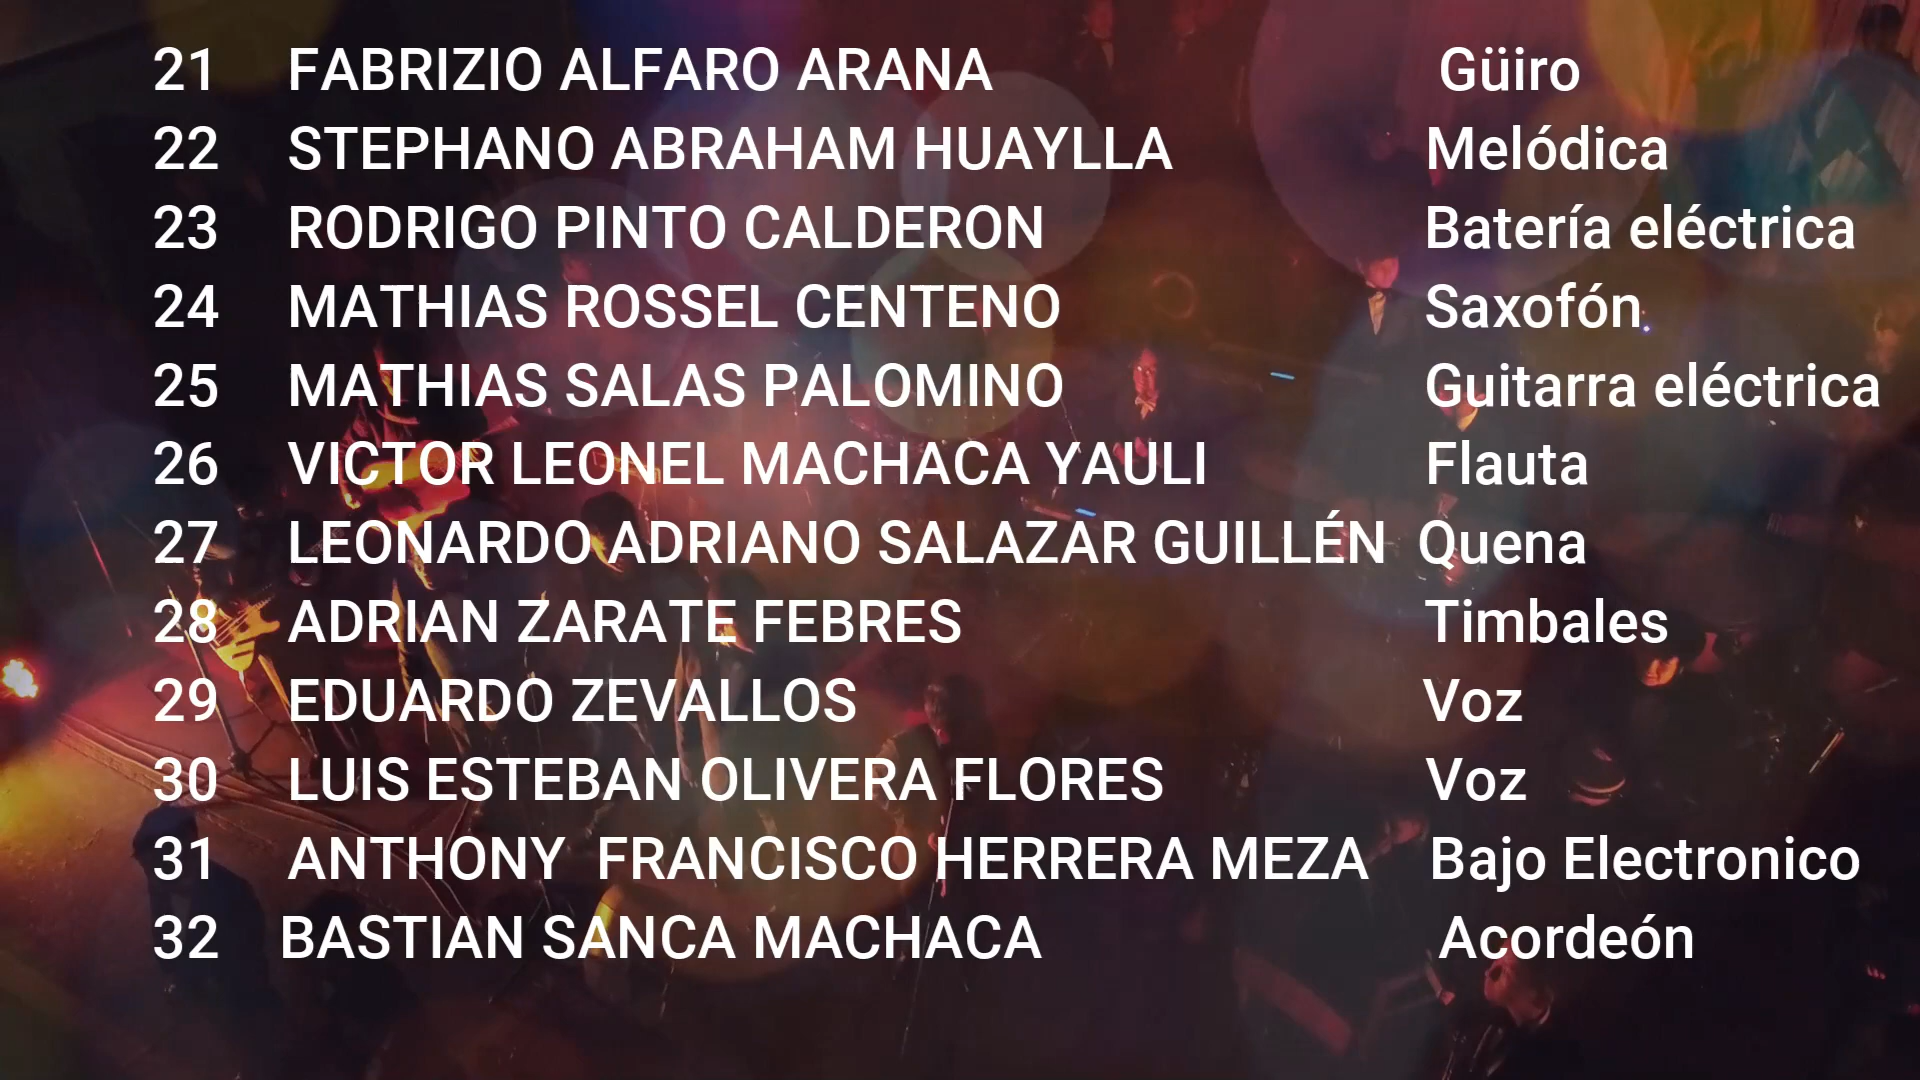 21 FABRIZIO ALFARO ARANA Güiro
22 STEPHANO ABRAHAM HUAYLLA Melódica
23 RODRIGO PINTO CALDERON Batería eléctrica
24 MATHIAS ROSSEL CENTENO Saxofón
25 MATHIAS SALAS PALOMINO Guitarra eléctrica
26 VICTOR LEONEL MACHACA YAULI Flauta
27 LEONARDO ADRIANO SALAZAR GUILLÉN Quena
28 ADRIAN ZARATE FEBRES Timbales
29 EDUARDO ZEVALLOS Voz
30 LUIS ESTEBAN OLIVERA FLORES Voz
31 ANTHONY FRANCISCO HERRERA MEZA Bajo Electronico
32 BASTIAN SANCA MACHACA Acordeón